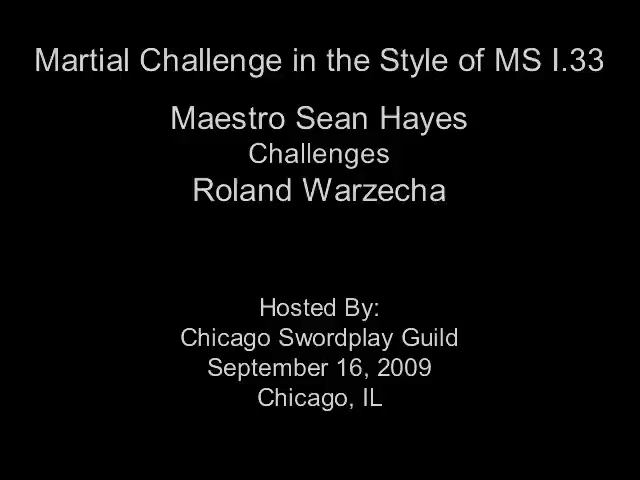 Martial Challenge in the Style of MS I.33
Maestro Sean Hayes
Challenges
Roland Warzecha
Hosted By:
Chicago Swordplay Guild
September 16, 2009
Chicago, IL